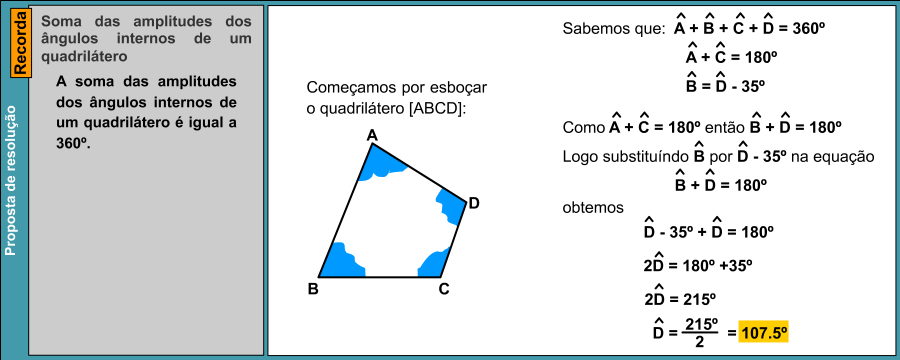 Proposta de resolução
Recorda
Soma das amplitudes dos
ângulos internos de um
quadrilátero
A soma das amplitudes
dos ângulos internos de
um quadrilátero é igual a
360º.
Começamos por esboçar
o quadrilátero [ABCD]:
A
D
B
C
Sabemos que: Â + B̂ + Ĉ + D̂ = 360º
Â + Ĉ = 180º
B̂ = D̂ - 35º
Como Â + Ĉ = 180º então B̂ + D̂ = 180º
Logo substituíndo B̂ por D̂ - 35º na equação
B̂ + D̂ = 180º
obtemos
D̂ - 35º + D̂ = 180º
2D̂ = 180º +35º
2D̂ = 215º
D̂ = 215º/2 = 107.5º